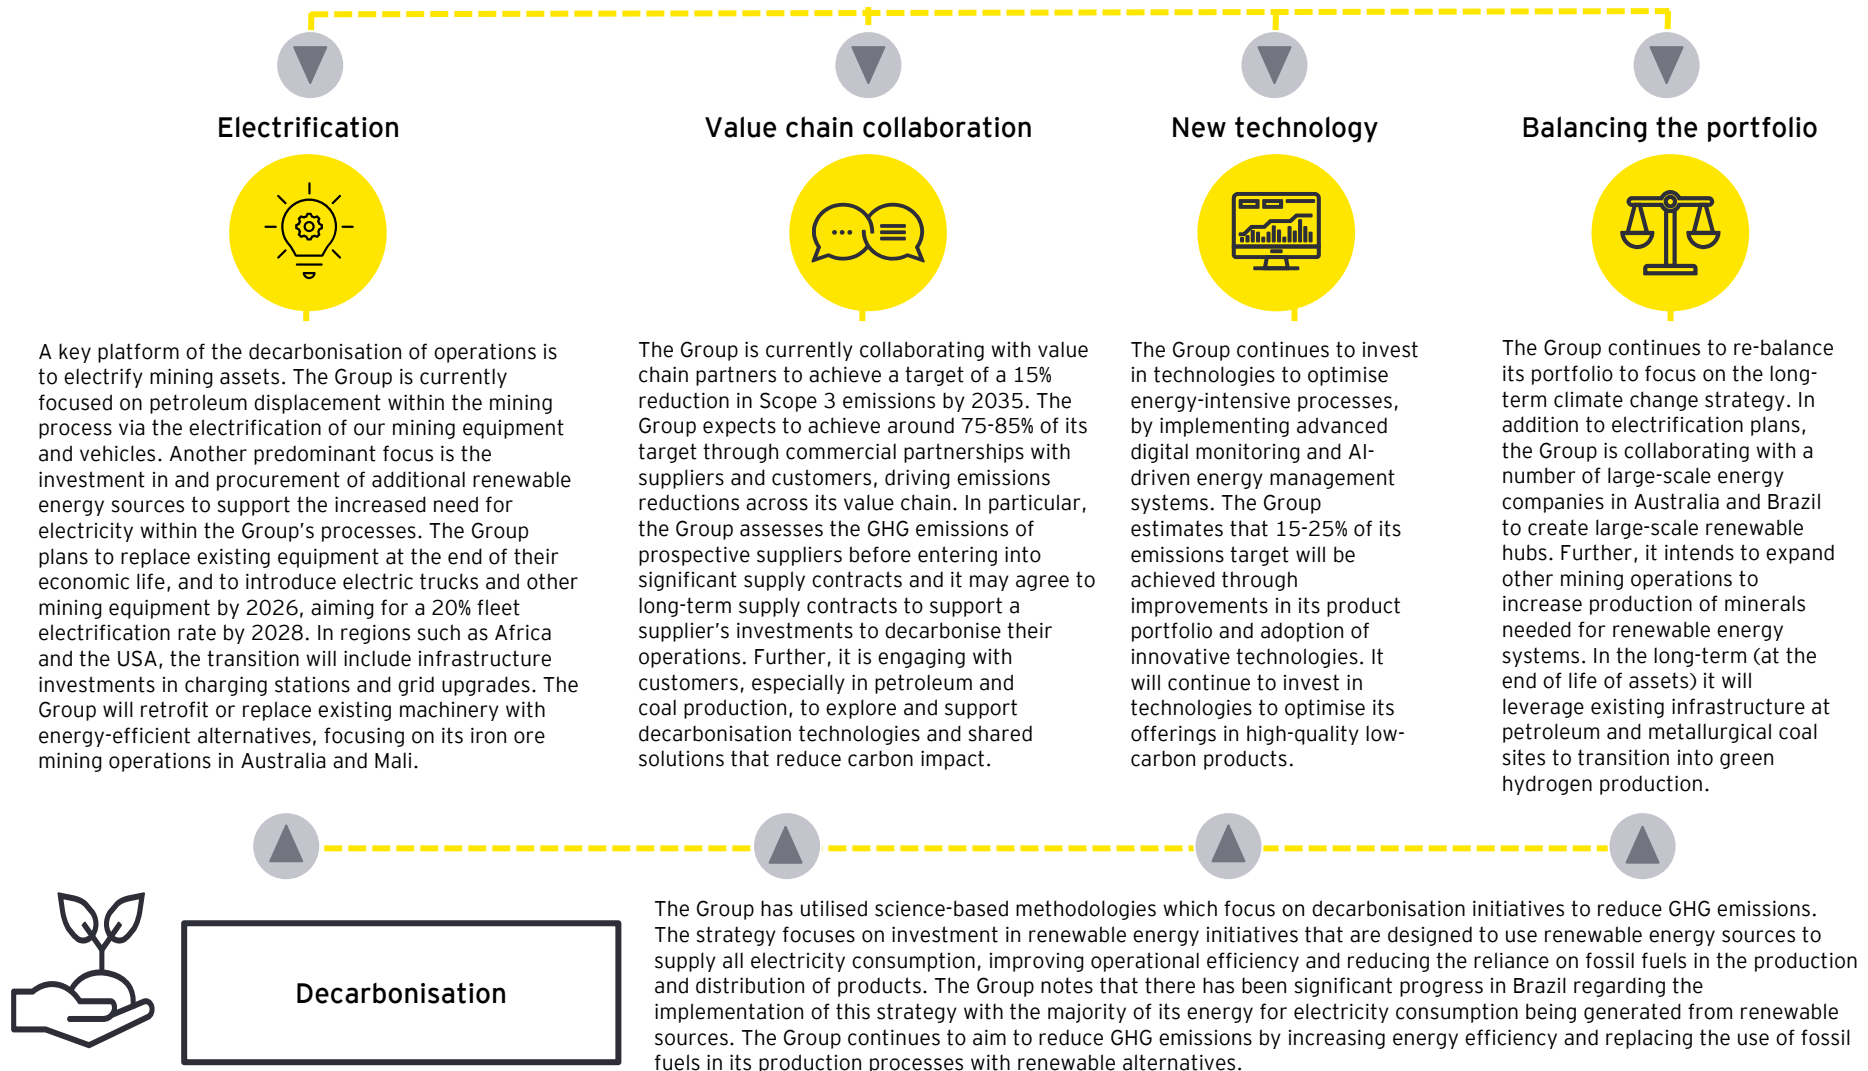 Electrification
A key platform of the decarbonisation of operations is
to electrify mining assets. The Group is currently
focused on petroleum displacement within the mining
process via the electrification of our mining equipment
and vehicles. Another predominant focus is the
investment in and procurement of additional renewable
energy sources to support the increased need for
electricity within the Group's processes. The Group
plans to replace existing equipment at the end of their
economic life, and to introduce electric trucks and other
mining equipment by 2026, aiming for a 20% fleet
electrification rate by 2028. In regions such as Africa
and the USA, the transition will include infrastructure
investments in charging stations and grid upgrades. The
Group will retrofit or replace existing machinery with
energy-efficient alternatives, focusing on its iron ore
mining operations in Australia and Mali.
Value chain collaboration
The Group is currently collaborating with value
chain partners to achieve a target of a 15%
reduction in Scope 3 emissions by 2035. The
Group expects to achieve around 75-85% of its
target through commercial partnerships with
suppliers and customers, driving emissions
reductions across its value chain. In particular,
the Group assesses the GHG emissions of
prospective suppliers before entering into
significant supply contracts and it may agree to
long-term supply contracts to support a
supplier's investments to decarbonise their
operations. Further, it is engaging with
customers, especially in petroleum and
coal production, to explore and support
decarbonisation technologies and shared
solutions that reduce carbon impact.
New technology
The Group continues to invest
in technologies to optimise
energy-intensive processes,
by implementing advanced
digital monitoring and AI-
driven energy management
systems. The Group
estimates that 15-25% of its
emissions target will be
achieved through
improvements in its product
portfolio and adoption of
innovative technologies. It
will continue to invest in
technologies to optimise its
offerings in high-quality low-
carbon products.
Balancing the portfolio
The Group continues to re-balance
its portfolio to focus on the long-
term climate change strategy. In
addition to electrification plans,
the Group is collaborating with a
number of large-scale energy
companies in Australia and Brazil
to create large-scale renewable
hubs. Further, it intends to expand
other mining operations to
increase production of minerals
needed for renewable energy
systems. In the long-term (at the
end of life of assets) it will
leverage existing infrastructure at
petroleum and metallurgical coal
sites to transition into green
hydrogen production.
Decarbonisation
The Group has utilised science-based methodologies which focus on decarbonisation initiatives to reduce GHG emissions.
The strategy focuses on investment in renewable energy initiatives that are designed to use renewable energy sources to
supply all electricity consumption, improving operational efficiency and reducing the reliance on fossil fuels in the production
and distribution of products. The Group notes that there has been significant progress in Brazil regarding the
implementation of this strategy with the majority of its energy for electricity consumption being generated from renewable
sources. The Group continues to aim to reduce GHG emissions by increasing energy efficiency and replacing the use of fossil
fuels in its production processes with renewable alternatives.